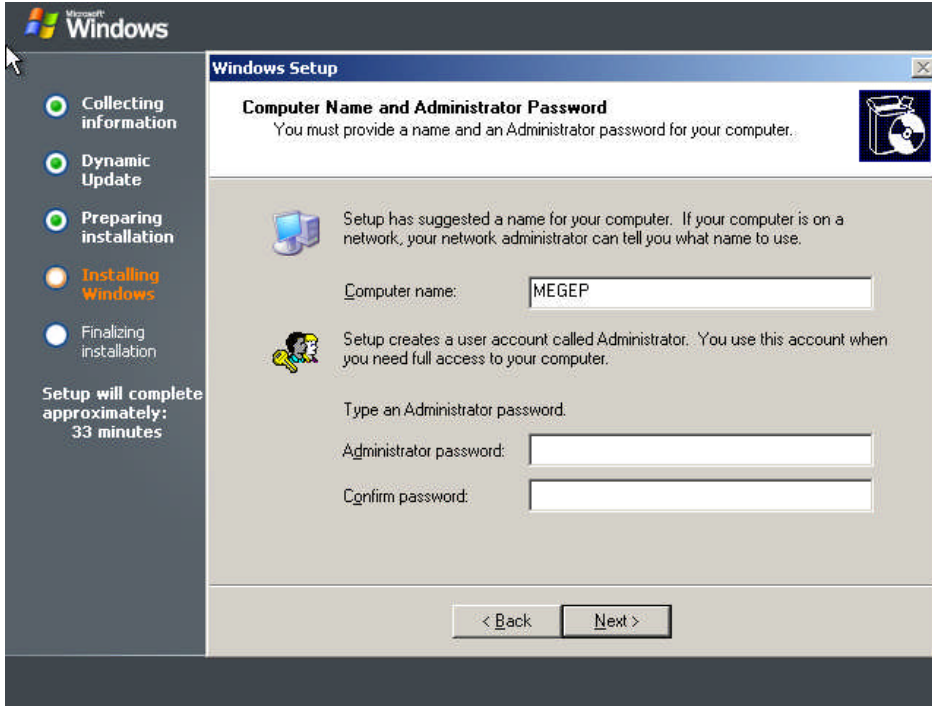 Microsoft
Windows
Collecting
information
Dynamic
Update
Preparing
installation
Installing
Windows
Finalizing
installation
Setup will complete
approximately:
33 minutes
Windows Setup
Computer Name and Administrator Password
You must provide a name and an Administrator password for your computer.
Setup has suggested a name for your computer. If your computer is on a
network, your network administrator can tell you what name to use.
Computer name:
MEGEP
Setup creates a user account called Administrator. You use this account when
you need full access to your computer.
Type an Administrator password.
Administrator password:
Confirm password:
< Back
Next >